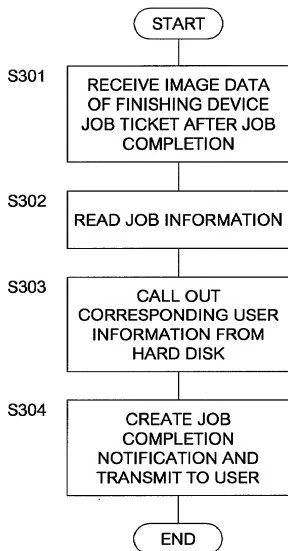 START
S301
RECEIVE IMAGE DATA
OF FINISHING DEVICE
JOB TICKET AFTER JOB
COMPLETION
S302
READ JOB INFORMATION
S303
CALL OUT
CORRESPONDING USER
INFORMATION FROM
HARD DISK
S304
CREATE JOB
COMPLETION
NOTIFICATION AND
TRANSMIT TO USER
END